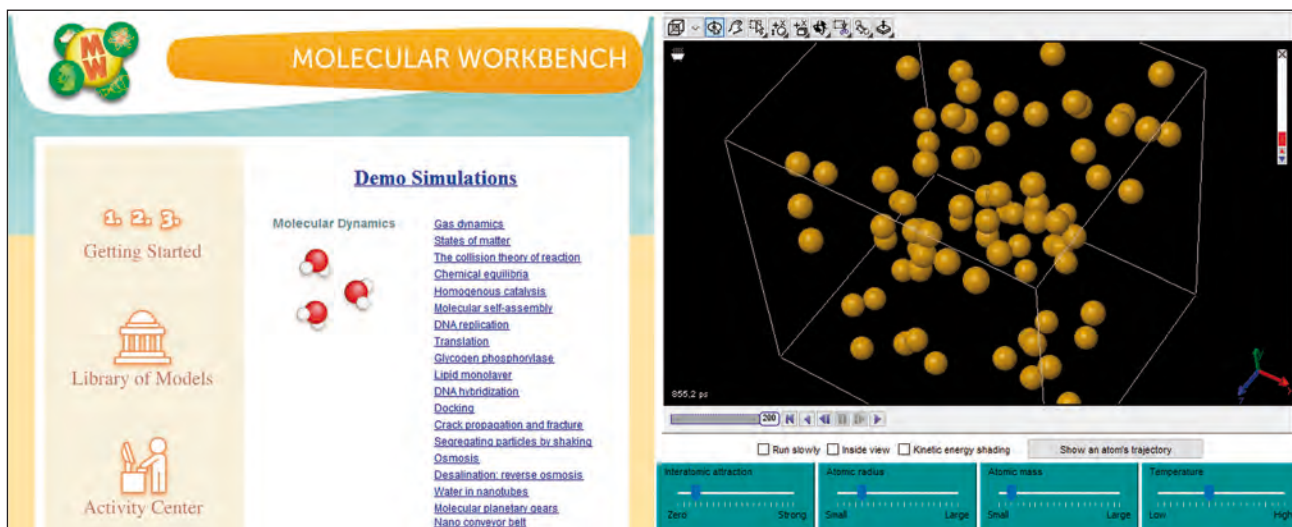 M W
MOLECULAR WORKBENCH
1. 2. 3.
Getting Started
Library of Models
Activity Center
Demo Simulations
Molecular Dynamics
Gas dynamics
States of matter
The collision theory of reaction
Chemical equilibria
Homogenous catalysis
Molecular self-assembly
DNA replication
Translation
Glycogen phosphorylase
Lipid monolayer
DNA hybridization
Docking
Crack propagation and fracture
Segregating particles by shaking
Osmosis
Desalination: reverse osmosis
Water in nanotubes
Molecular planetary gears
Nano conveyor belt
855,2 ps
200
Run slowly
Inside view
Kinetic energy shading
Show an atom's trajectory
Interatomic attraction
Zero Strong
Atomic radius
Small Large
Atomic mass
Small Large
Temperature
Low High